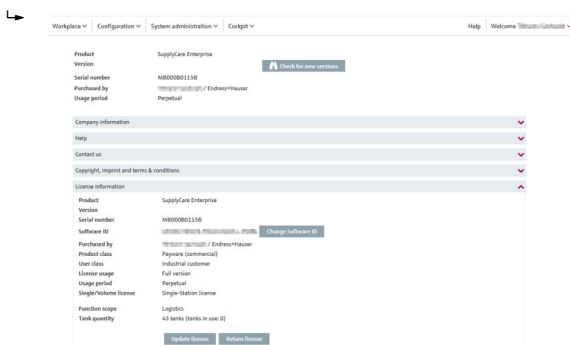 Workplace Configuration System administration Cockpit Help Welcome
Product SupplyCare Enterprise
Version
Check for new versions
Serial number MB000B0115B
Purchased by / Endress+Hauser
Usage period Perpetual
Company information
Help
Contact us
Copyright, imprint and terms & conditions
License information
Product SupplyCare Enterprise
Version
Serial number MB000B0115B
Software ID Change Software ID
Purchased by / Endress+Hauser
Product class Payware (commercial)
User class Industrial customer
License usage Full version
Usage period Perpetual
Single/Volume license Single-Station license
Function scope Logistics
Tank quantity 43 tanks (tanks in use: 0)
Update license Return license